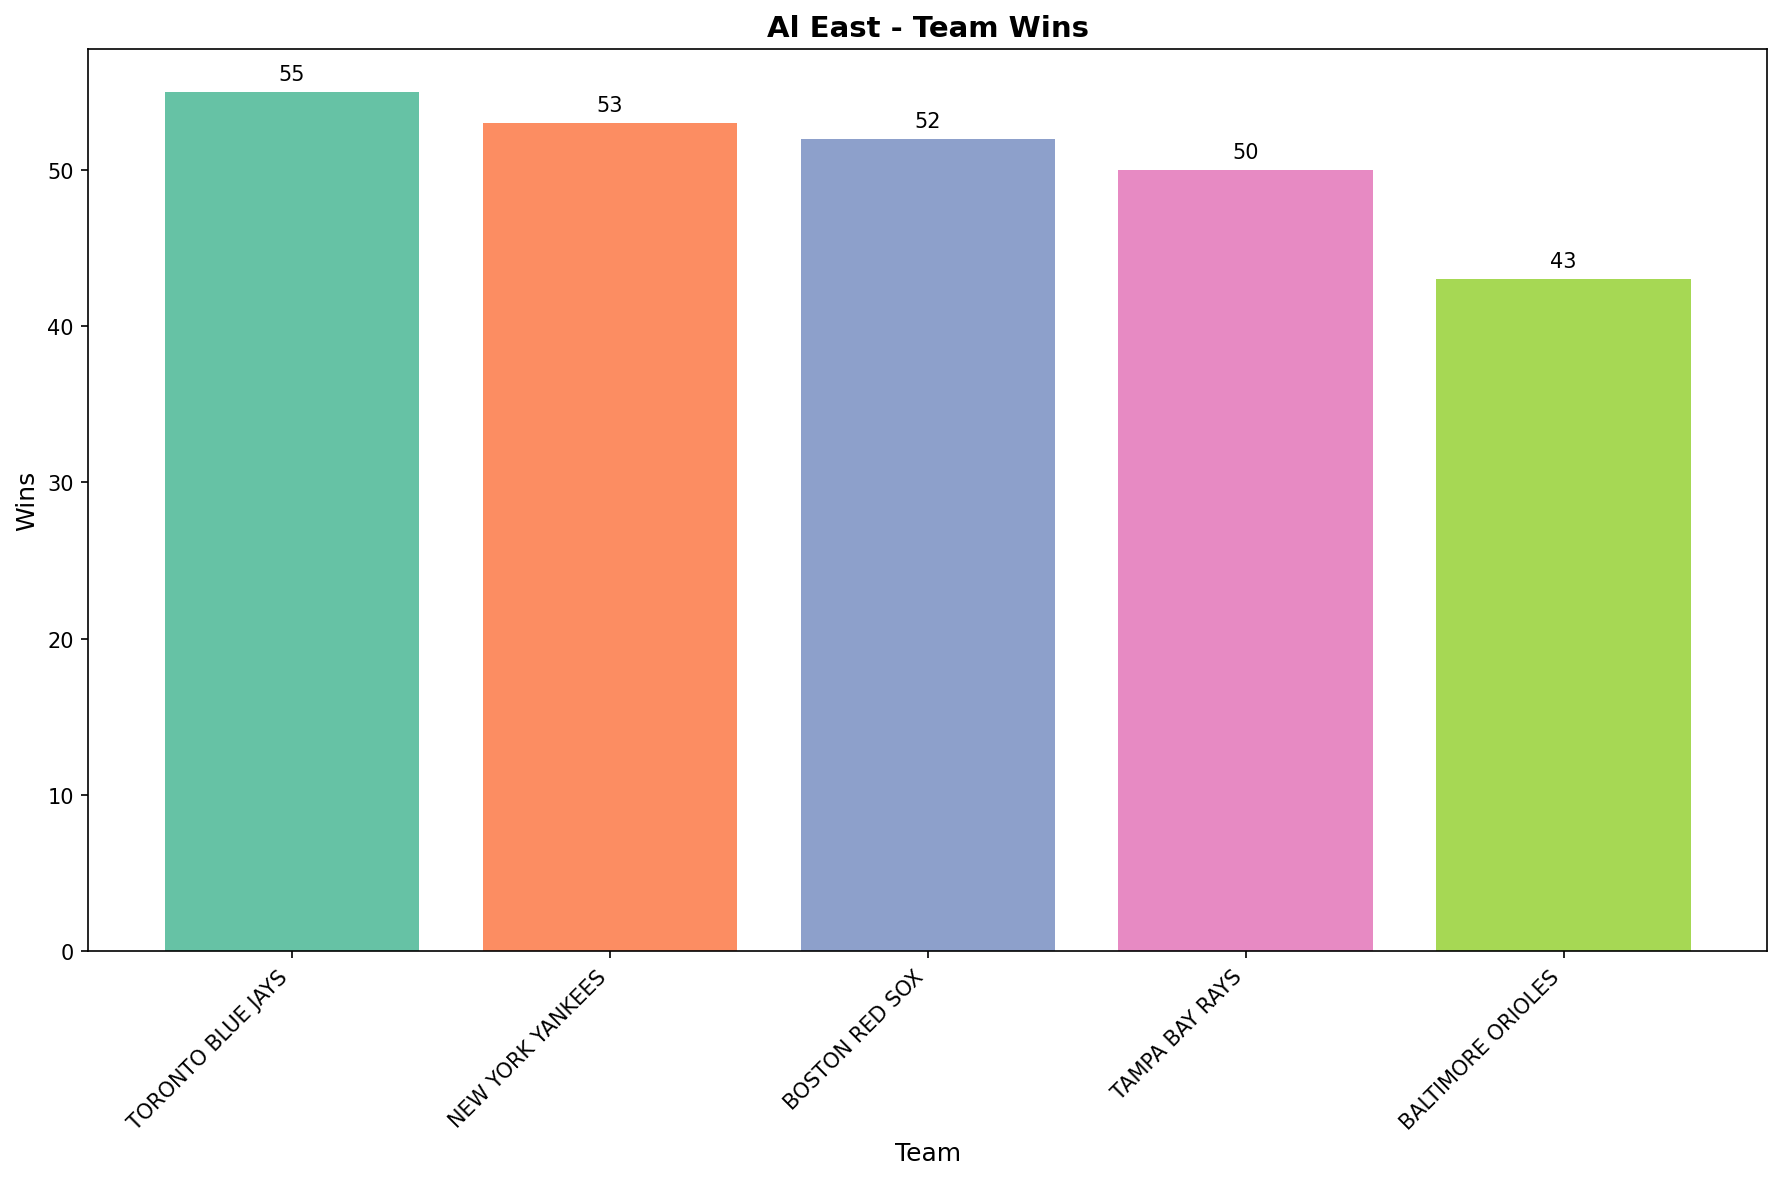 Al East - Team Wins
55
53
52
50
43
50
40
30
20
10
0
Wins
TORONTO BLUE JAYS
NEW YORK YANKEES
BOSTON RED SOX
TAMPA BAY RAYS
BALTIMORE ORIOLES
Team